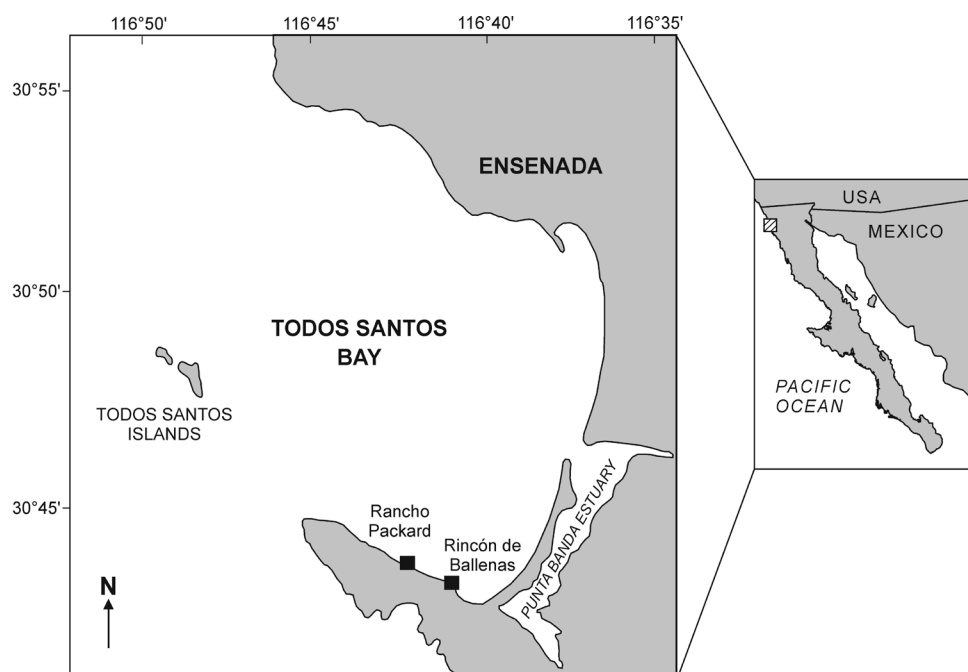 116°50'
116°45'
116°40'
116°35'
30°55'
ENSENADA
USA
MEXICO
30°50'
TODOS SANTOS
BAY
PACIFIC
OCEAN
TODOS SANTOS
ISLANDS
30°45'
Rancho
Packard
Rincón de
Ballenas
PUNTA BANDA ESTUARY
N